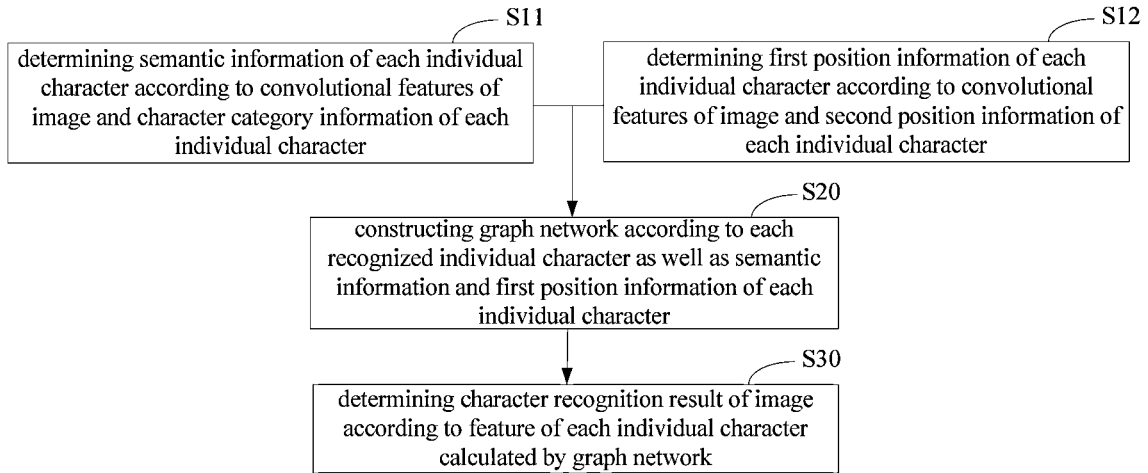 S11
determining semantic information of each individual
character according to convolutional features of
image and character category information of each
individual character
S12
determining first position information of each
individual character according to convolutional
features of image and second position information of
each individual character
S20
constructing graph network according to each
recognized individual character as well as semantic
information and first position information of each
individual character
S30
determining character recognition result of image
according to feature of each individual character
calculated by graph network